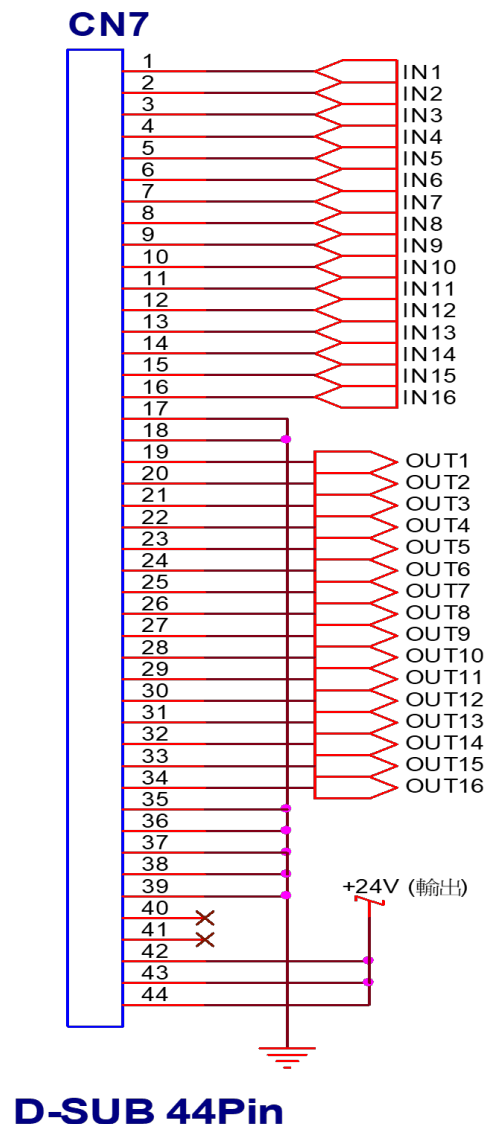 CN7
1 IN1
2 IN2
3 IN3
4 IN4
5 IN5
6 IN6
7 IN7
8 IN8
9 IN9
10 IN10
11 IN11
12 IN12
13 IN13
14 IN14
15 IN15
16 IN16
17
18
19 OUT1
20 OUT2
21 OUT3
22 OUT4
23 OUT5
24 OUT6
25 OUT7
26 OUT8
27 OUT9
28 OUT10
29 OUT11
30 OUT12
31 OUT13
32 OUT14
33 OUT15
34 OUT16
35
36
37
38
39
+24V (輸出)
40
41
42
43
44
D-SUB 44Pin